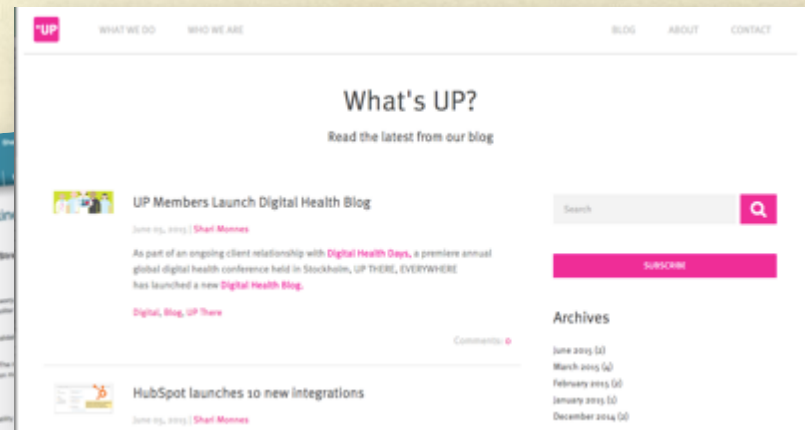 "UP
WHAT WE DO WHO WE ARE BLOG ABOUT CONTACT
What's UP?
Read the latest from our blog
UP Members Launch Digital Health Blog
June 05, 2015 | Shari Monnes
As part of an ongoing client relationship with Digital Health Days, a premiere annual
global digital health conference held in Stockholm, UP THERE, EVERYWHERE
has launched a new Digital Health Blog.
Digital, Blog, UP There
Comments: 0
HubSpot launches 10 new integrations
June 05, 2015 | Shari Monnes
Search
SUBSCRIBE
Archives
June 2015 (2)
March 2015 (4)
February 2015 (2)
January 2015 (1)
December 2014 (2)